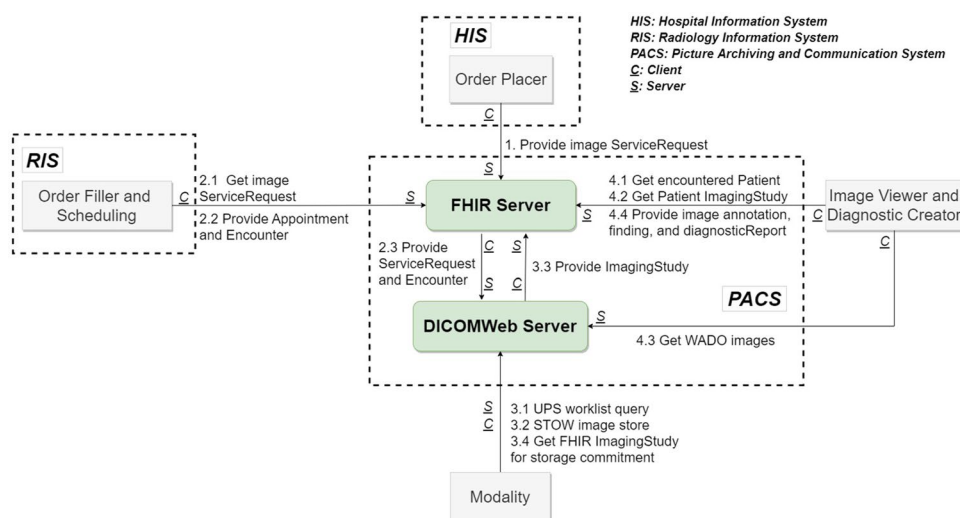 HIS
Order Placer
C
HIS: Hospital Information System
RIS: Radiology Information System
PACS: Picture Archiving and Communication System
C: Client
S: Server
1. Provide image ServiceRequest
S
RIS
Order Filler and
Scheduling
C
2.1 Get image
ServiceRequest
2.2 Provide Appointment
and Encounter
S
FHIR Server
S
4.1 Get encountered Patient
4.2 Get Patient ImagingStudy
4.4 Provide image annotation,
finding, and diagnosticReport
C
Image Viewer and
Diagnostic Creator
C
2.3 Provide
ServiceRequest
and Encounter
C
S
S
C
3.3 Provide ImagingStudy
PACS
DICOMWeb Server
S
4.3 Get WADO images
S
C
3.1 UPS worklist query
3.2 STOW image store
3.4 Get FHIR ImagingStudy
for storage commitment
Modality